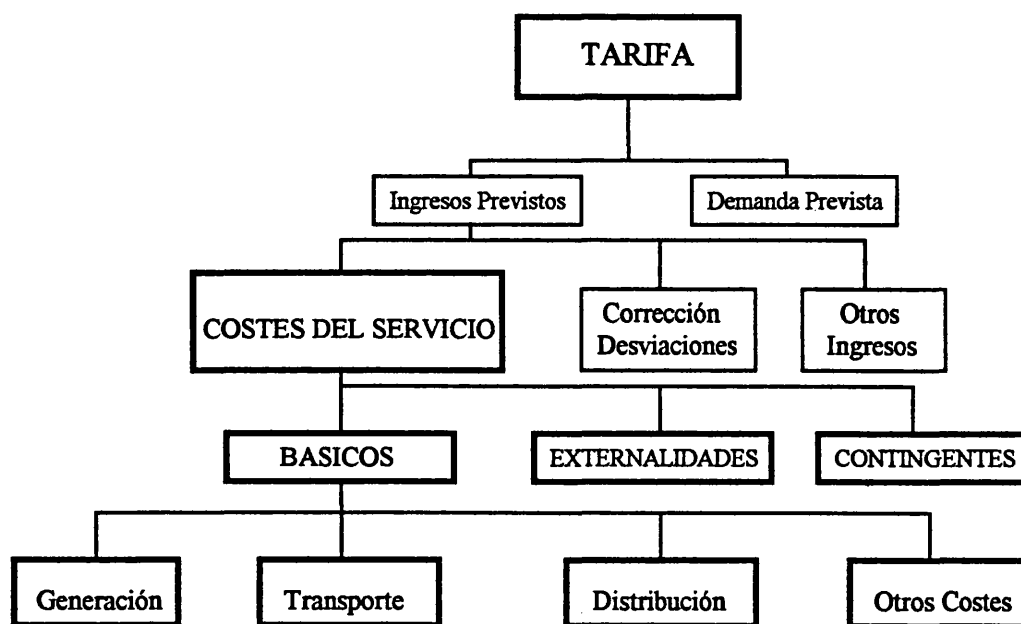 TARIFA
Ingresos Previstos
Demanda Prevista
COSTES DEL SERVICIO
Corrección
Desviaciones
Otros
Ingresos
BASICOS
EXTERNALIDADES
CONTINGENTES
Generación
Transporte
Distribución
Otros Costes